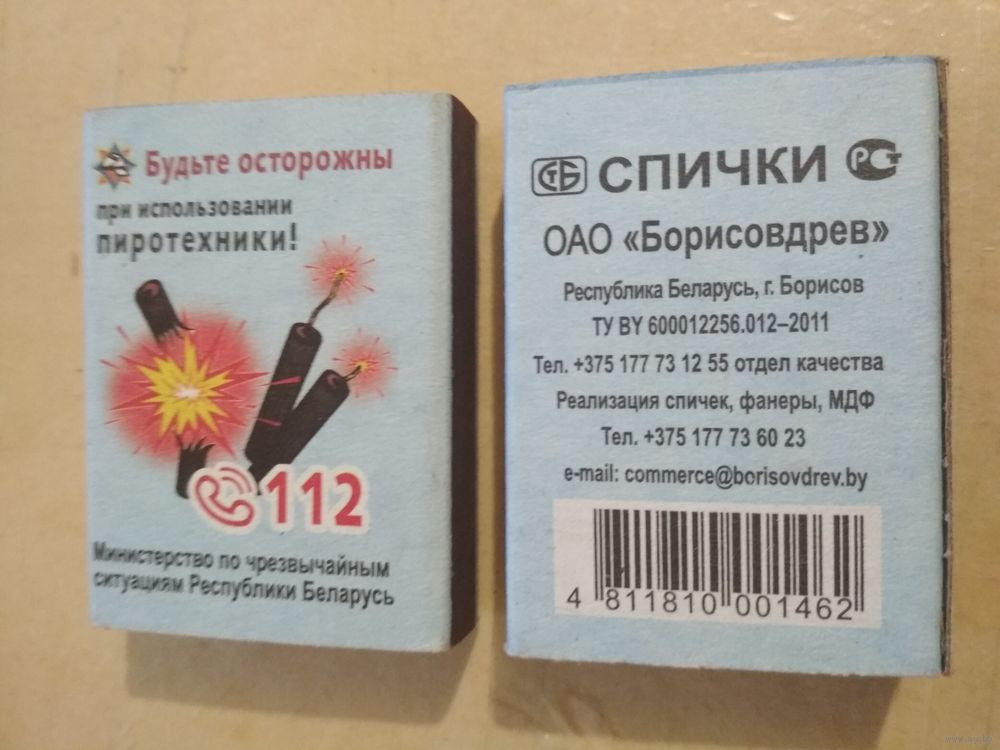 Будьте осторожны
при использовании
пиротехники!
112
Министерство по чрезвычайным
ситуациям Республики Беларусь
СТБ СПИЧКИ РСТ
ОАО «Борисовдрев»
Республика Беларусь, г. Борисов
ТУ BY 600012256.012–2011
Тел. +375 177 73 12 55 отдел качества
Реализация спичек, фанеры, МДФ
Тел. +375 177 73 60 23
e-mail: commerce@borisovdrev.by
4 811810 001462